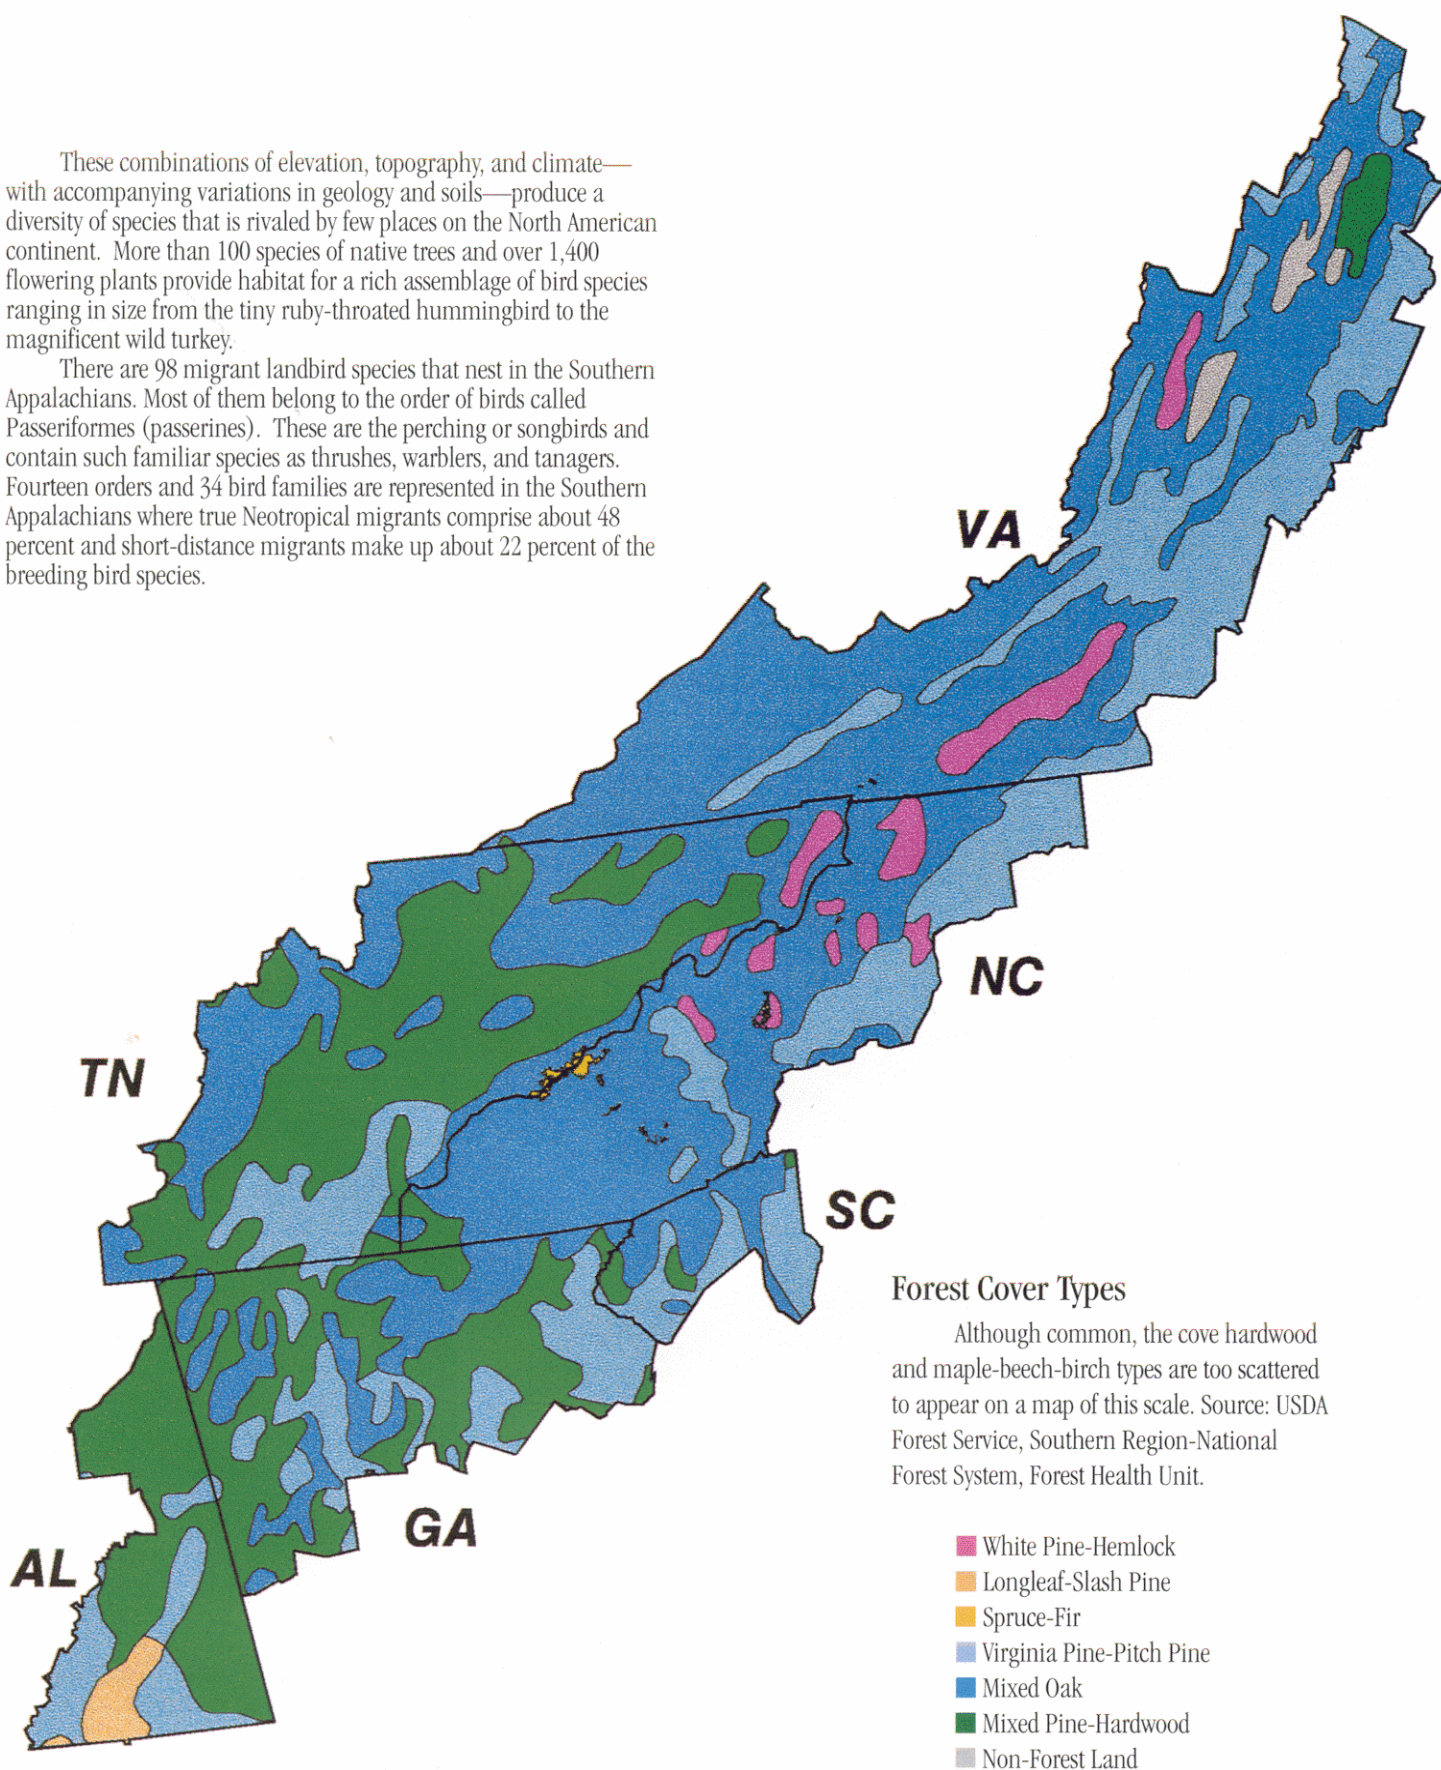 These combinations of elevation, topography, and climate—
with accompanying variations in geology and soils—produce a
diversity of species that is rivaled by few places on the North American
continent. More than 100 species of native trees and over 1,400
flowering plants provide habitat for a rich assemblage of bird species
ranging in size from the tiny ruby-throated hummingbird to the
magnificent wild turkey.
There are 98 migrant landbird species that nest in the Southern
Appalachians. Most of them belong to the order of birds called
Passeriformes (passerines). These are the perching or songbirds and
contain such familiar species as thrushes, warblers, and tanagers.
Fourteen orders and 34 bird families are represented in the Southern
Appalachians where true Neotropical migrants comprise about 48
percent and short-distance migrants make up about 22 percent of the
breeding bird species.
VA
NC
TN
SC
GA
AL
Forest Cover Types
Although common, the cove hardwood
and maple-beech-birch types are too scattered
to appear on a map of this scale. Source: USDA
Forest Service, Southern Region-National
Forest System, Forest Health Unit.
White Pine-Hemlock
Longleaf-Slash Pine
Spruce-Fir
Virginia Pine-Pitch Pine
Mixed Oak
Mixed Pine-Hardwood
Non-Forest Land